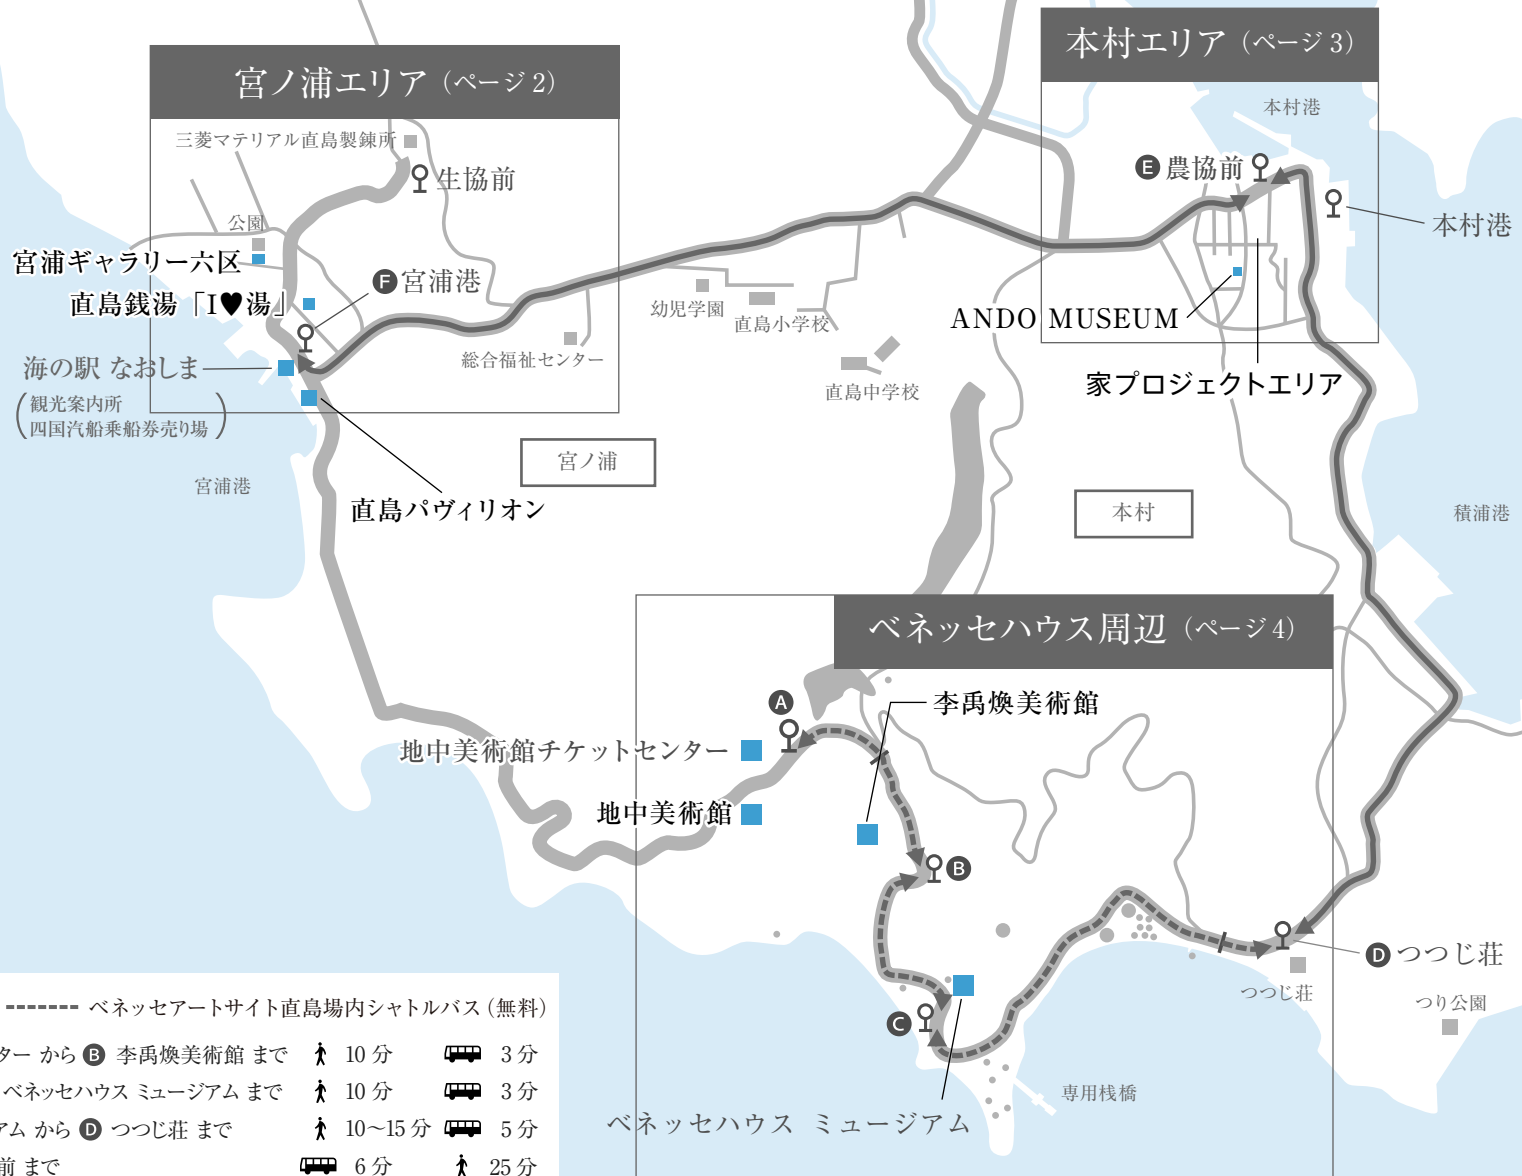 宮ノ浦エリア（ページ 2）
本村エリア（ページ 3）
本村港
三菱マテリアル直島製錬所
生協前
E 農協前
本村港
公園
宮浦ギャラリー六区
F 宮浦港
直島銭湯「I♥湯」
幼児学園
直島小学校
ANDO MUSEUM
総合福祉センター
海の駅 なおしま
観光案内所
四国汽船乗船券売り場
直島中学校
家プロジェクトエリア
宮ノ浦
宮浦港
直島パヴィリオン
本村
積浦港
ベネッセハウス周辺（ページ 4）
A
李禹煥美術館
地中美術館チケットセンター
地中美術館
B
D つつじ荘
つつじ荘
つり公園
C
専用桟橋
ベネッセハウス ミュージアム
ベネッセアートサイト直島場内シャトルバス（無料）
ター から B 李禹煥美術館 まで 10 分 3 分
ベネッセハウス ミュージアム まで 10 分 3 分
アム から D つつじ荘 まで 10〜15 分 5 分
前 まで 6 分 25 分